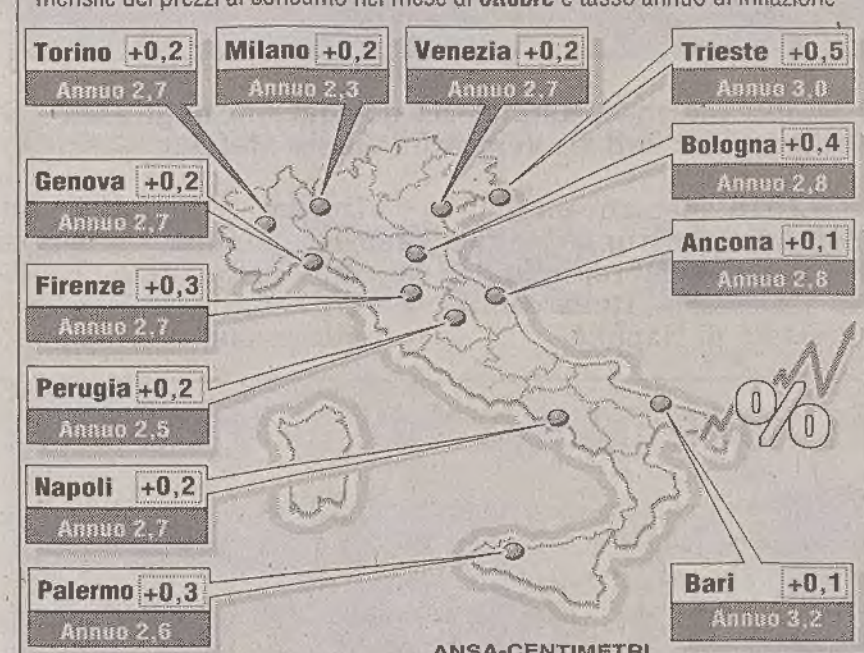 mensile dei prezzi al consumo nel mese di ottobre e tasso annuo di inflazione
Torino +0,2
Annuo 2,7
Milano +0,2
Annuo 2,3
Venezia +0,2
Annuo 2,7
Trieste +0,5
Annuo 3,0
Bologna +0,4
Annuo 2,8
Genova +0,2
Annuo 2,7
Ancona +0,1
Annuo 2,8
Firenze +0,3
Annuo 2,7
Perugia +0,2
Annuo 2,5
%
Napoli +0,2
Annuo 2,7
Palermo +0,3
Annuo 2,6
Bari +0,1
Annuo 3,2
ANSA-CENTIMETRI